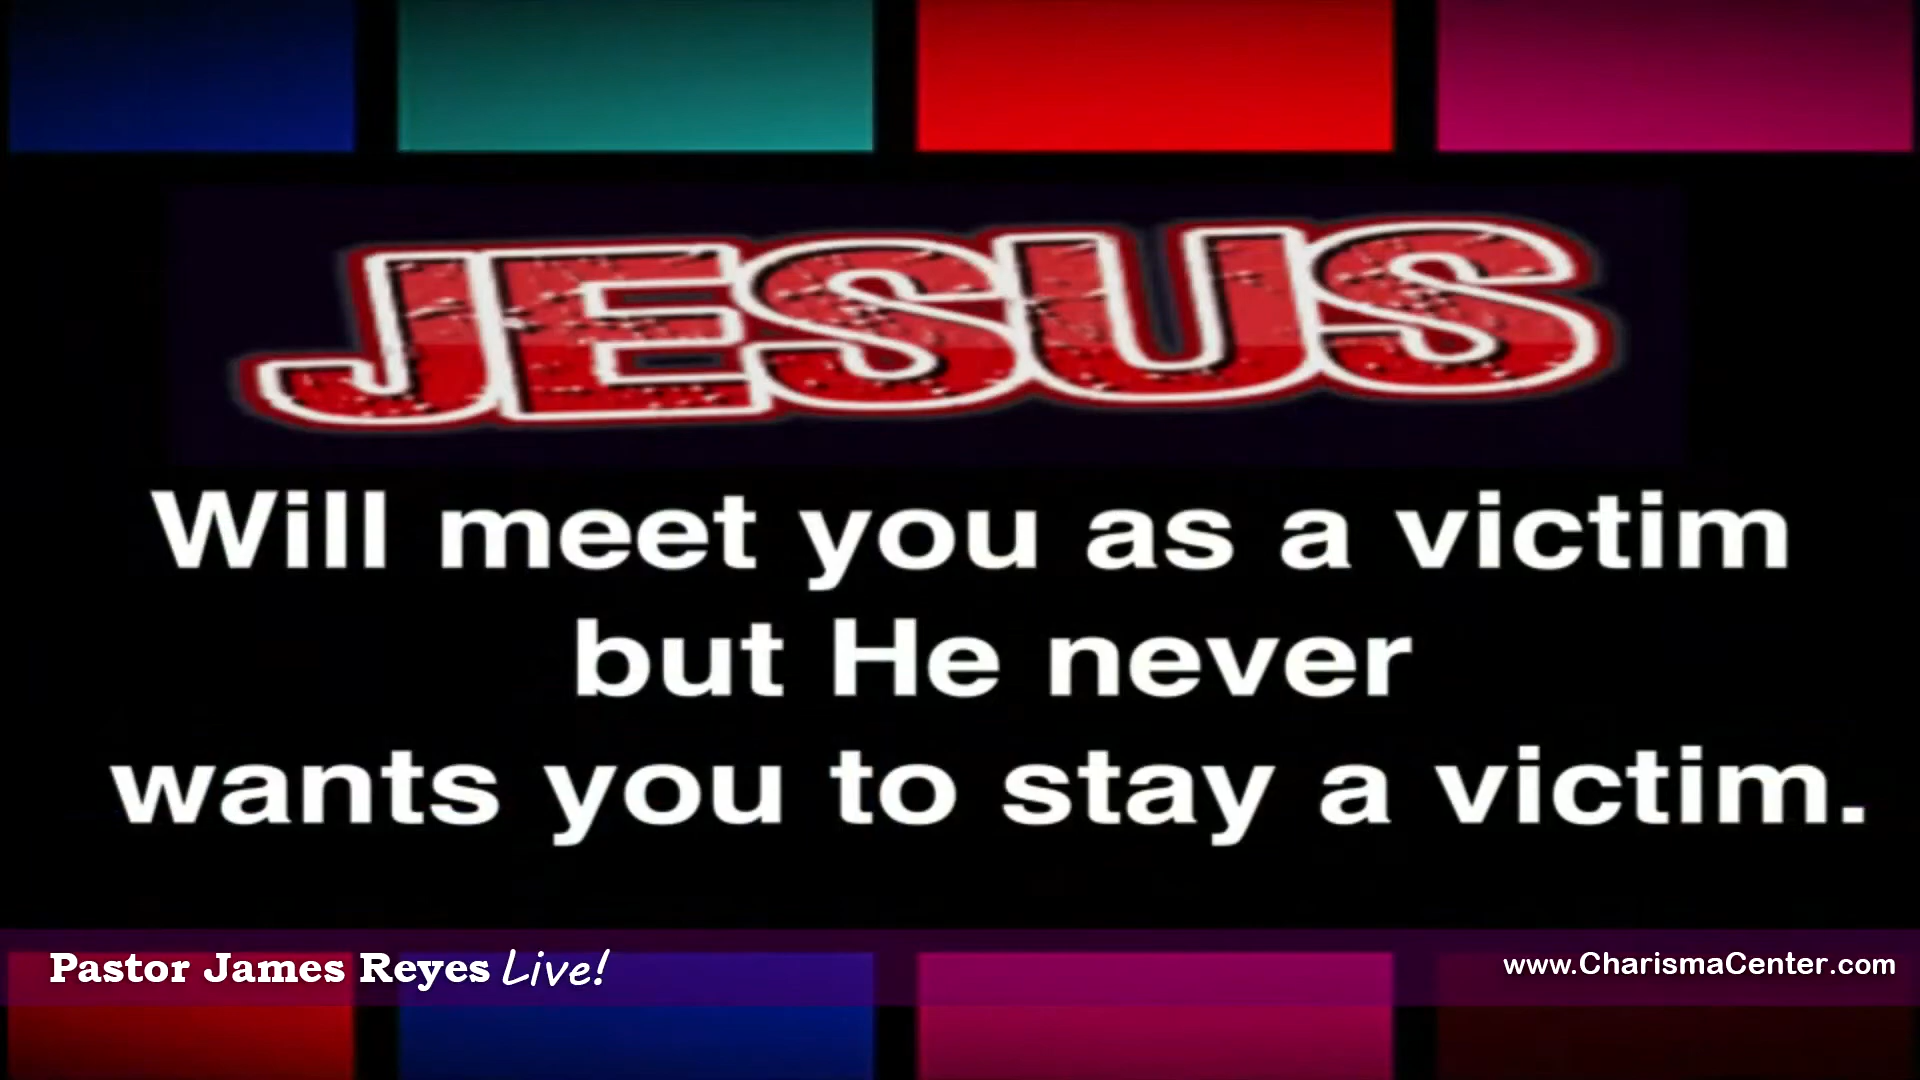 JESUS
Will meet you as a victim
but He never
wants you to stay a victim.
Pastor James Reyes Live!
www.CharismaCenter.com